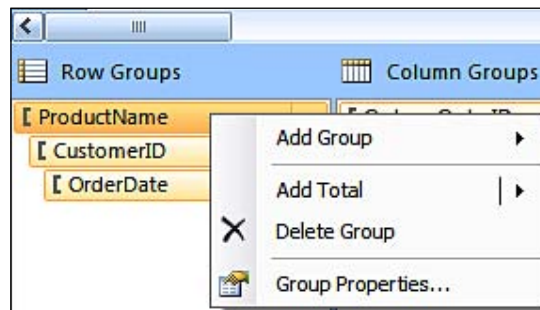 Row Groups
Column Groups
ProductName
CustomerID
OrderDate
Add Group
Add Total
Delete Group
Group Properties...